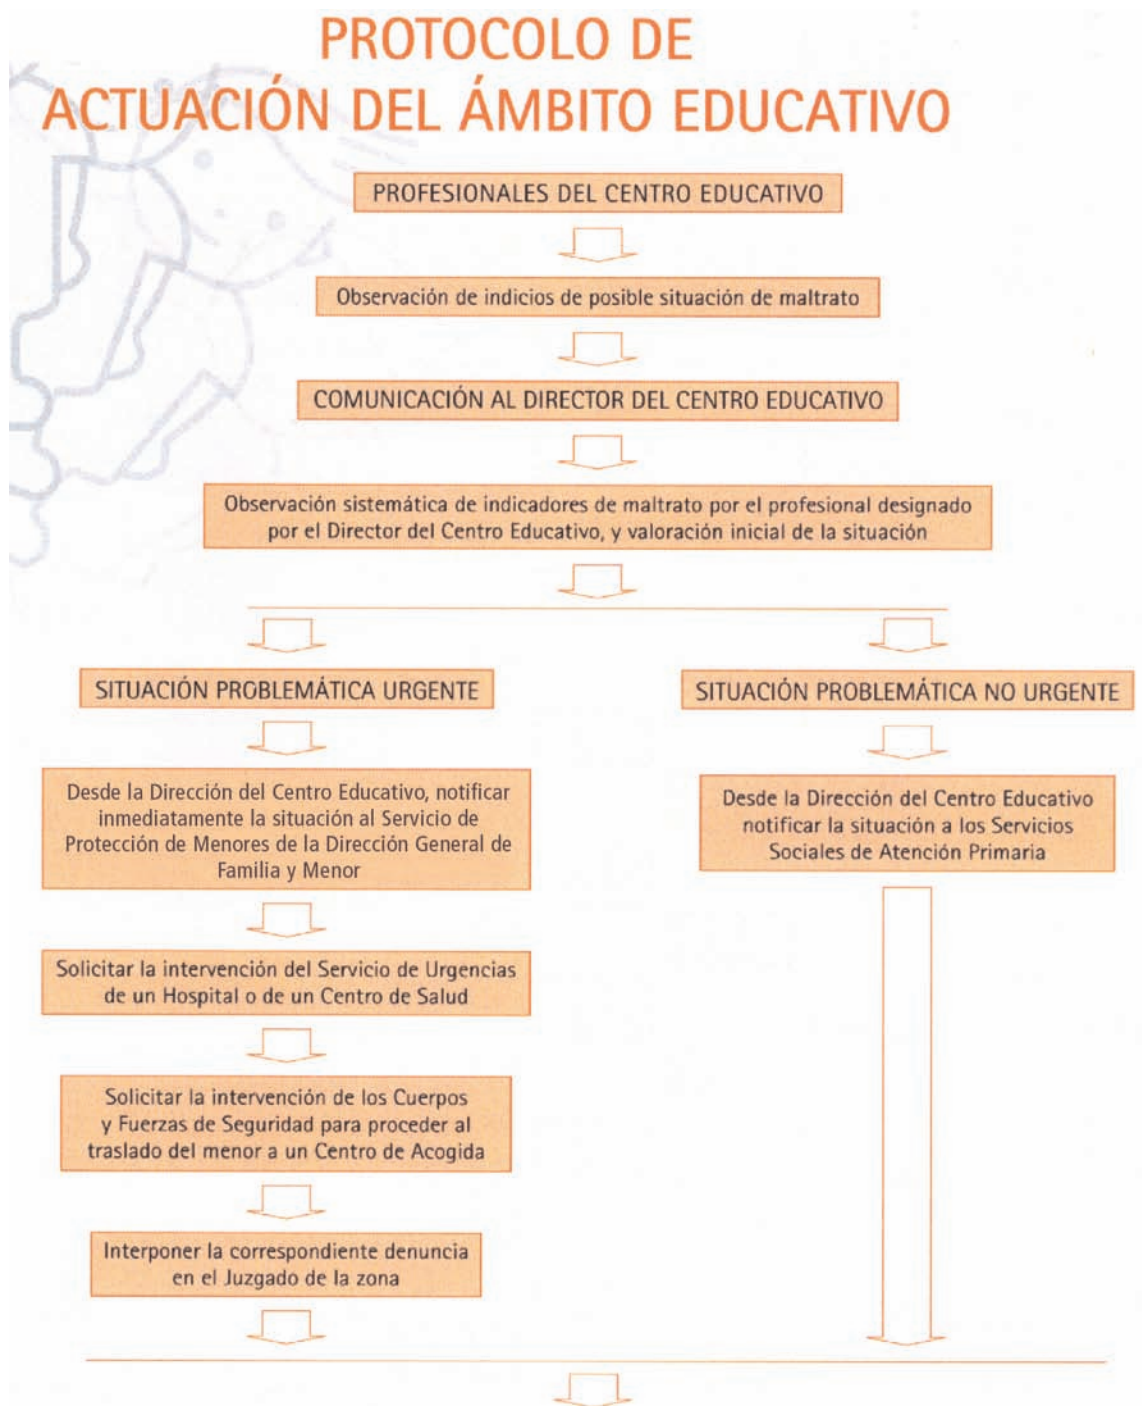 PROTOCOLO DE
ACTUACIÓN DEL ÁMBITO EDUCATIVO
PROFESIONALES DEL CENTRO EDUCATIVO
Observación de indicios de posible situación de maltrato
COMUNICACIÓN AL DIRECTOR DEL CENTRO EDUCATIVO
Observación sistemática de indicadores de maltrato por el profesional designado
por el Director del Centro Educativo, y valoración inicial de la situación
SITUACIÓN PROBLEMÁTICA URGENTE
Desde la Dirección del Centro Educativo, notificar
inmediatamente la situación al Servicio de
Protección de Menores de la Dirección General de
Familia y Menor
Solicitar la intervención del Servicio de Urgencias
de un Hospital o de un Centro de Salud
Solicitar la intervención de los Cuerpos
y Fuerzas de Seguridad para proceder al
traslado del menor a un Centro de Acogida
Interponer la correspondiente denuncia
en el Juzgado de la zona
SITUACIÓN PROBLEMÁTICA NO URGENTE
Desde la Dirección del Centro Educativo
notificar la situación a los Servicios
Sociales de Atención Primaria